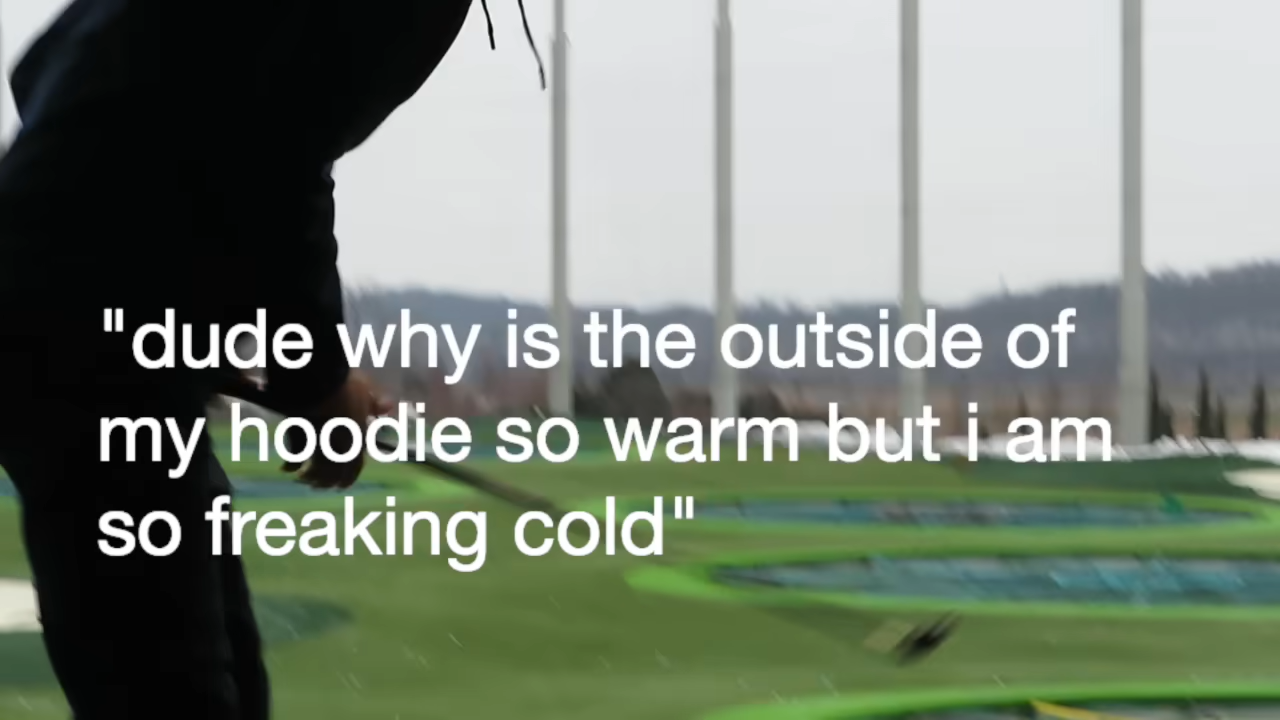 "dude why is the outside of
my hoodie so warm but i am
so freaking cold"